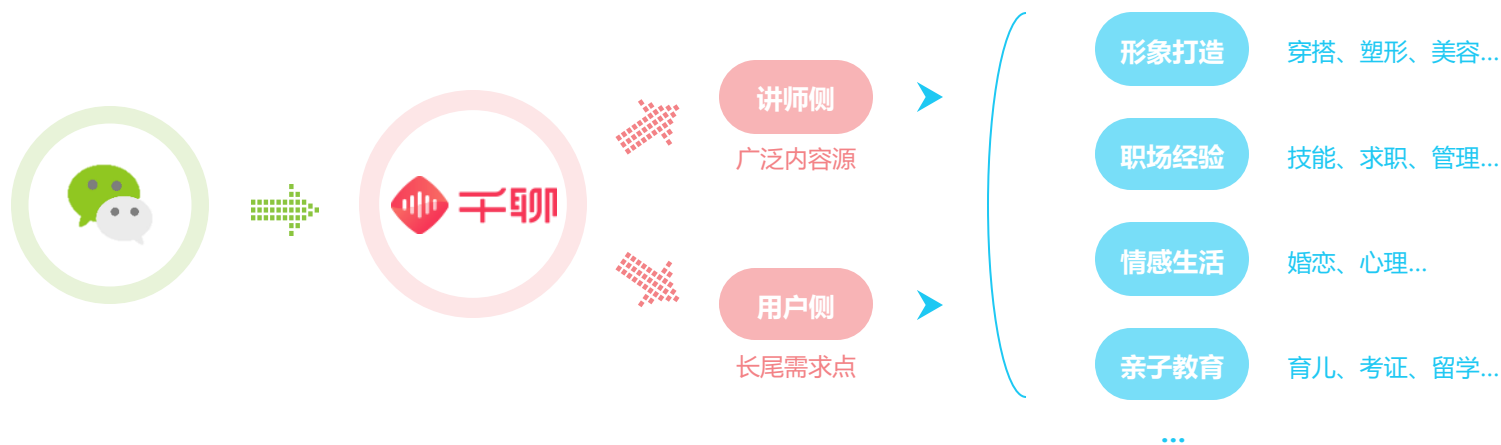 千聊
讲师侧
广泛内容源
用户侧
长尾需求点
形象打造
穿搭、塑形、美容...
职场经验
技能、求职、管理...
情感生活
婚恋、心理...
亲子教育
育儿、考证、留学...
...